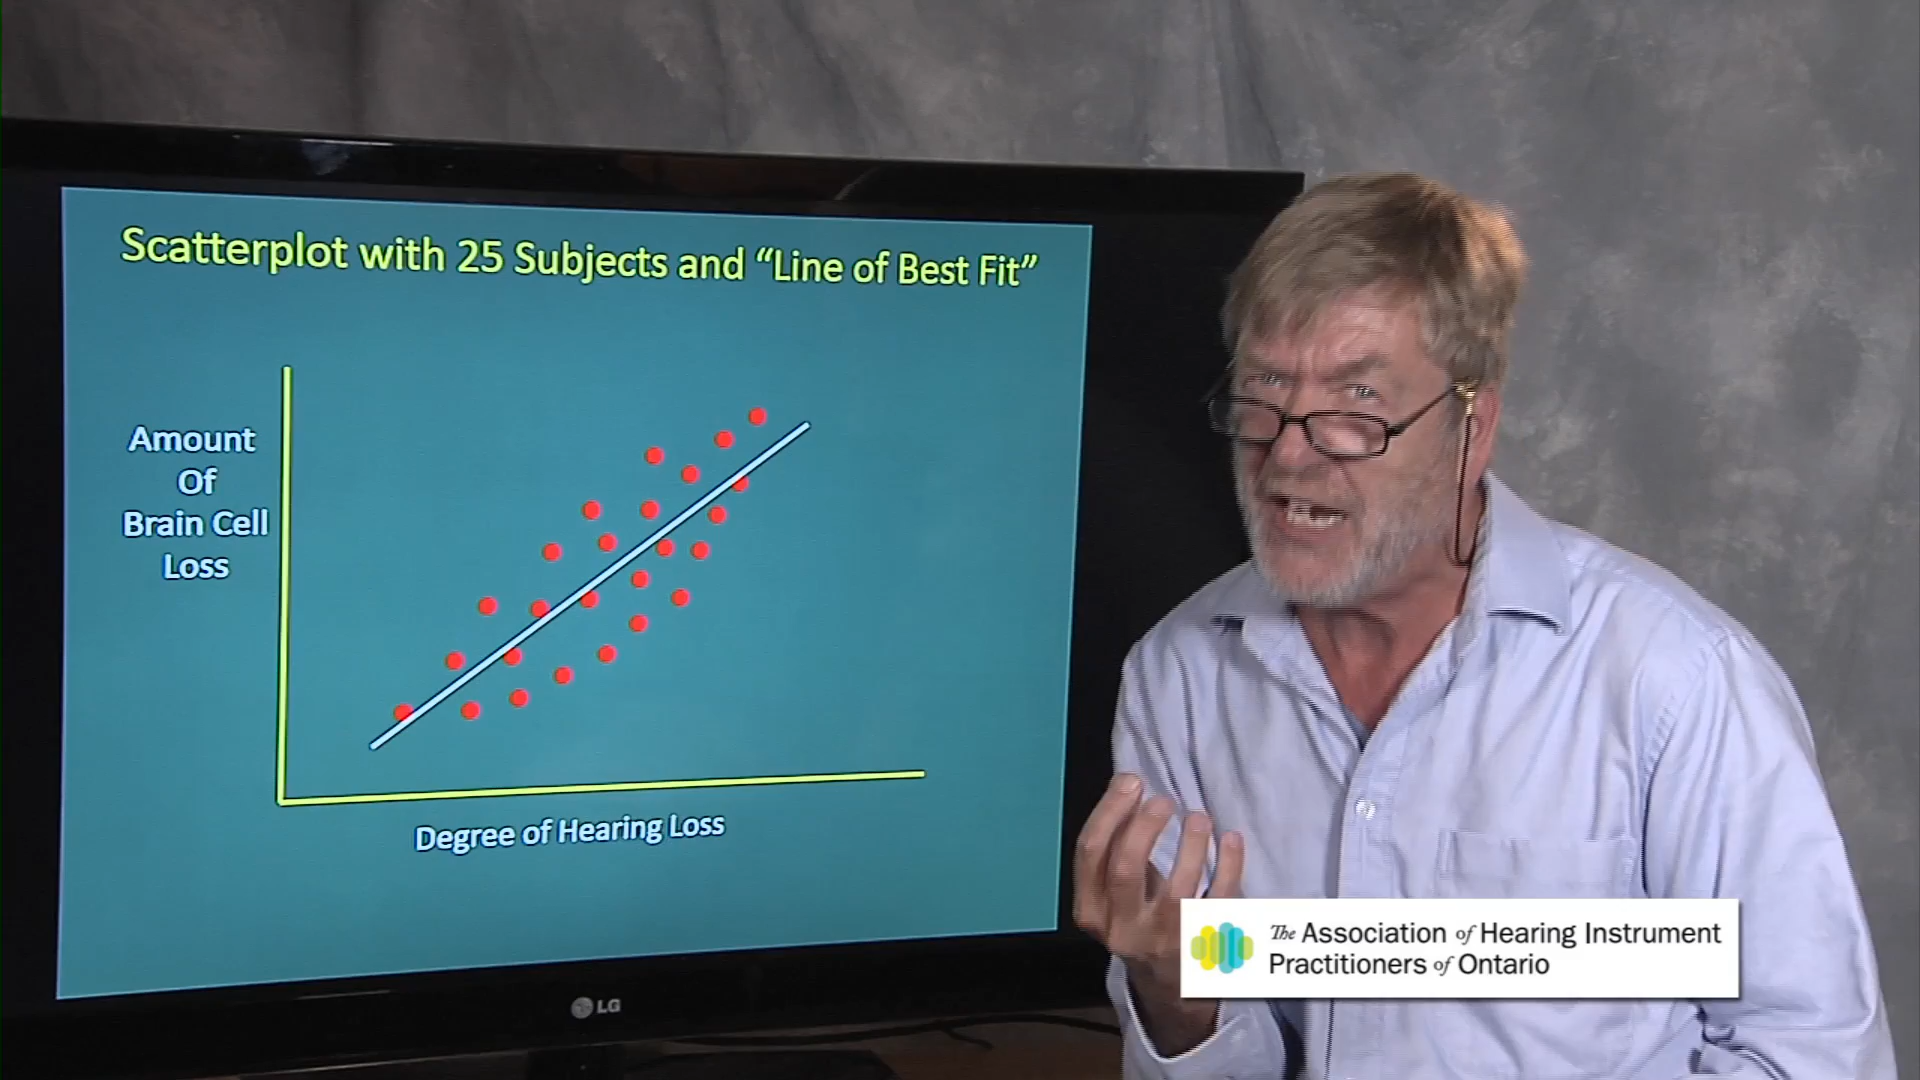 Scatterplot with 25 Subjects and “Line of Best Fit”
Amount
Of
Brain Cell
Loss
Degree of Hearing Loss
LG
The Association of Hearing Instrument
Practitioners of Ontario